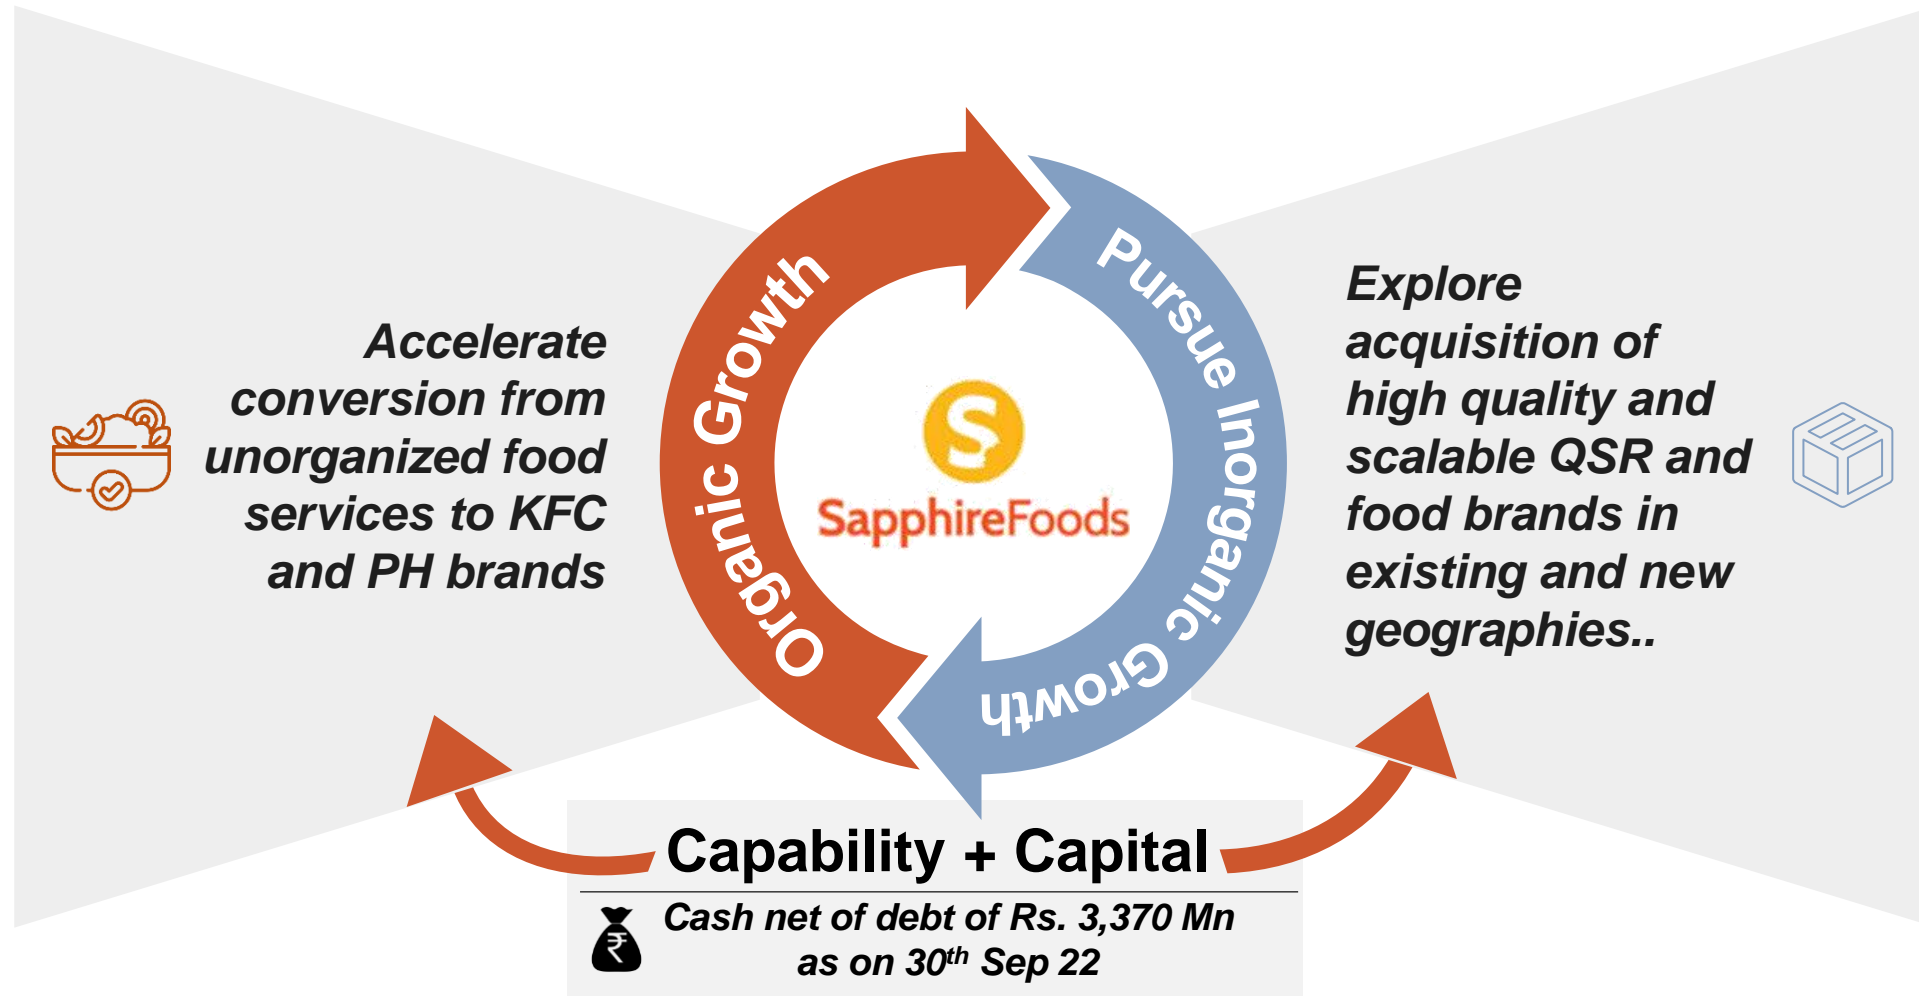 Accelerate
conversion from
unorganized food
services to KFC
and PH brands
Organic Growth
SapphireFoods
Pursue Inorganic Growth
Explore
acquisition of
high quality and
scalable QSR and
food brands in
existing and new
geographies..
Capability + Capital
₹
Cash net of debt of Rs. 3,370 Mn
as on 30th Sep 22